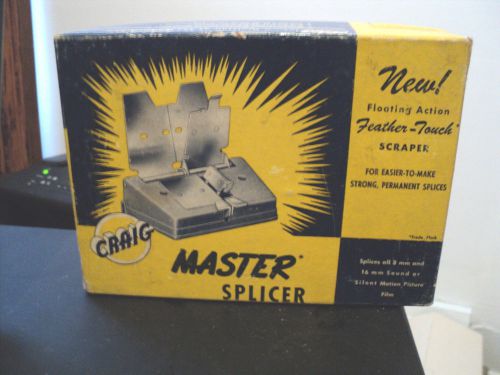 CRAIG
MASTER®
SPLICER
New!
Floating Action
Feather-Touch*
SCRAPER
FOR EASIER-TO-MAKE
STRONG, PERMANENT SPLICES
*Trade Mark
Splices all 8 mm and
16 mm Sound or
Silent Motion Picture
Film